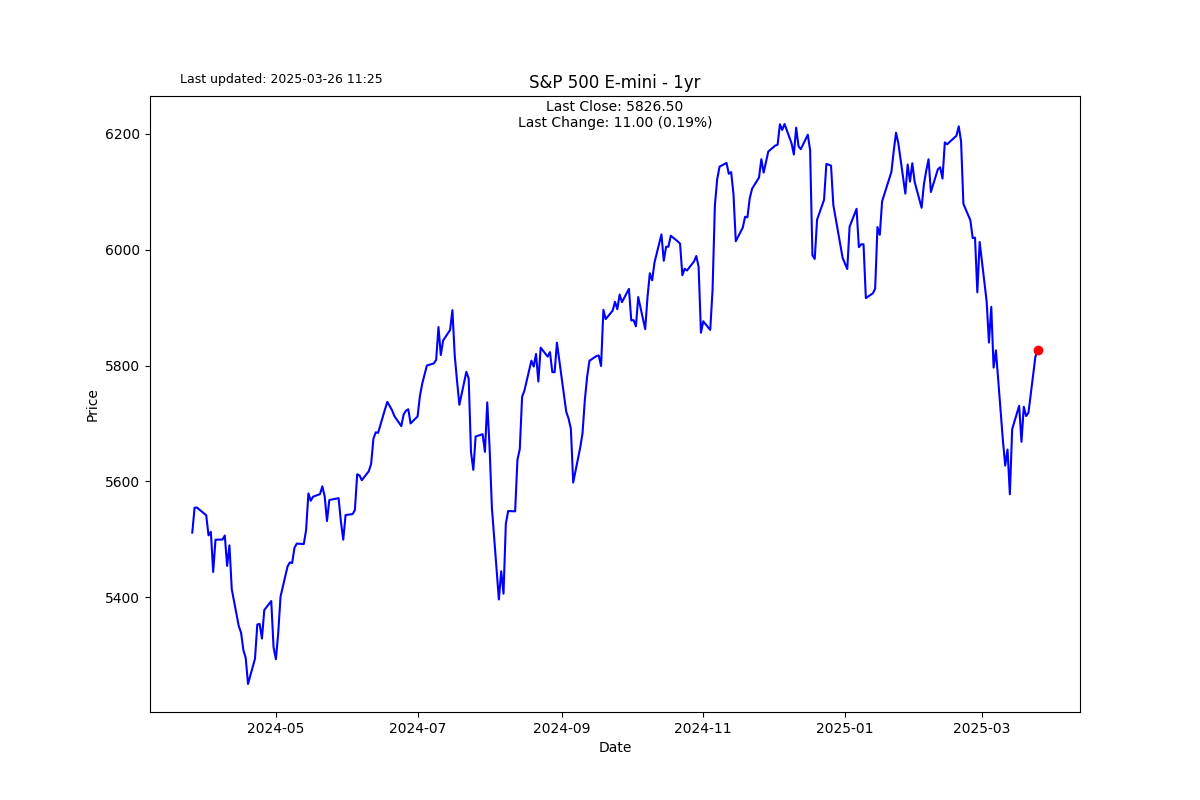 Last updated: 2025-03-26 11:25
S&P 500 E-mini - 1yr
Last Close: 5826.50
Last Change: 11.00 (0.19%)
6200
6000
5800
5600
5400
Price
2024-05
2024-07
2024-09
2024-11
2025-01
2025-03
Date